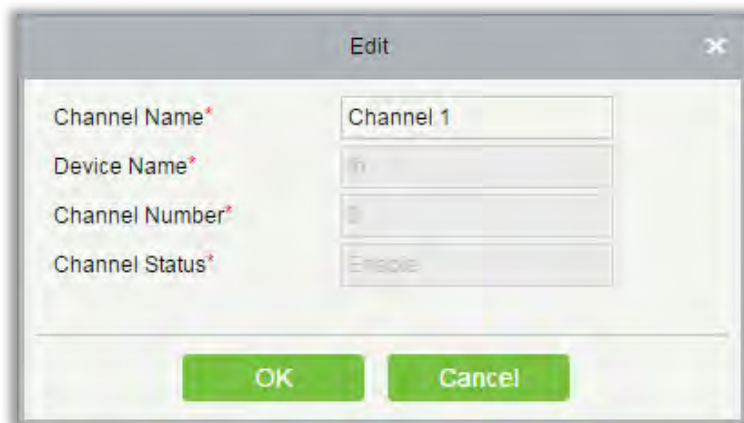 Edit
Channel Name* Channel 1
Device Name*
Channel Number*
Channel Status* Enable
OK Cancel